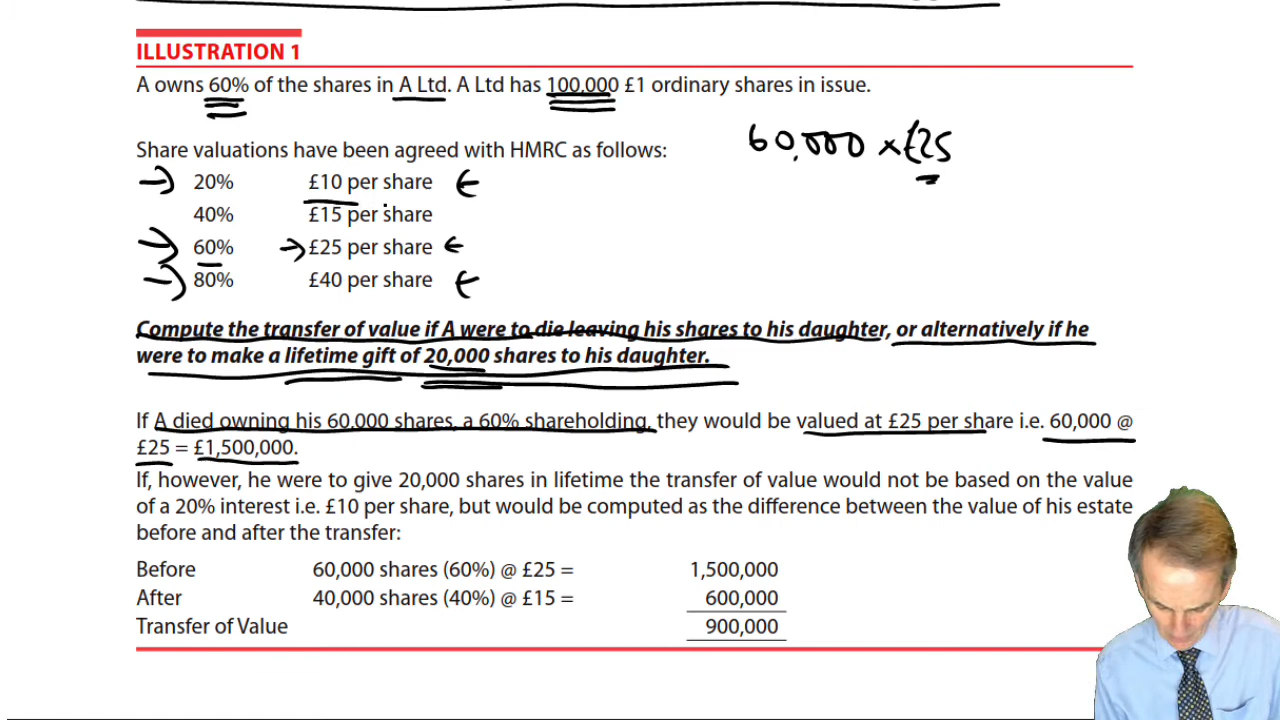 ILLUSTRATION 1
A owns 60% of the shares in A Ltd. A Ltd has 100,000 £1 ordinary shares in issue.
60,000 × £25
Share valuations have been agreed with HMRC as follows:
20% £10 per share
40% £15 per share
60% £25 per share
80% £40 per share
Compute the transfer of value if A were to die leaving his shares to his daughter, or alternatively if he
were to make a lifetime gift of 20,000 shares to his daughter.
If A died owning his 60,000 shares, a 60% shareholding, they would be valued at £25 per share i.e. 60,000 @
£25 = £1,500,000.
If, however, he were to give 20,000 shares in lifetime the transfer of value would not be based on the value
of a 20% interest i.e. £10 per share, but would be computed as the difference between the value of his estate
before and after the transfer:
Before 60,000 shares (60%) @ £25 = 1,500,000
After 40,000 shares (40%) @ £15 = 600,000
Transfer of Value 900,000